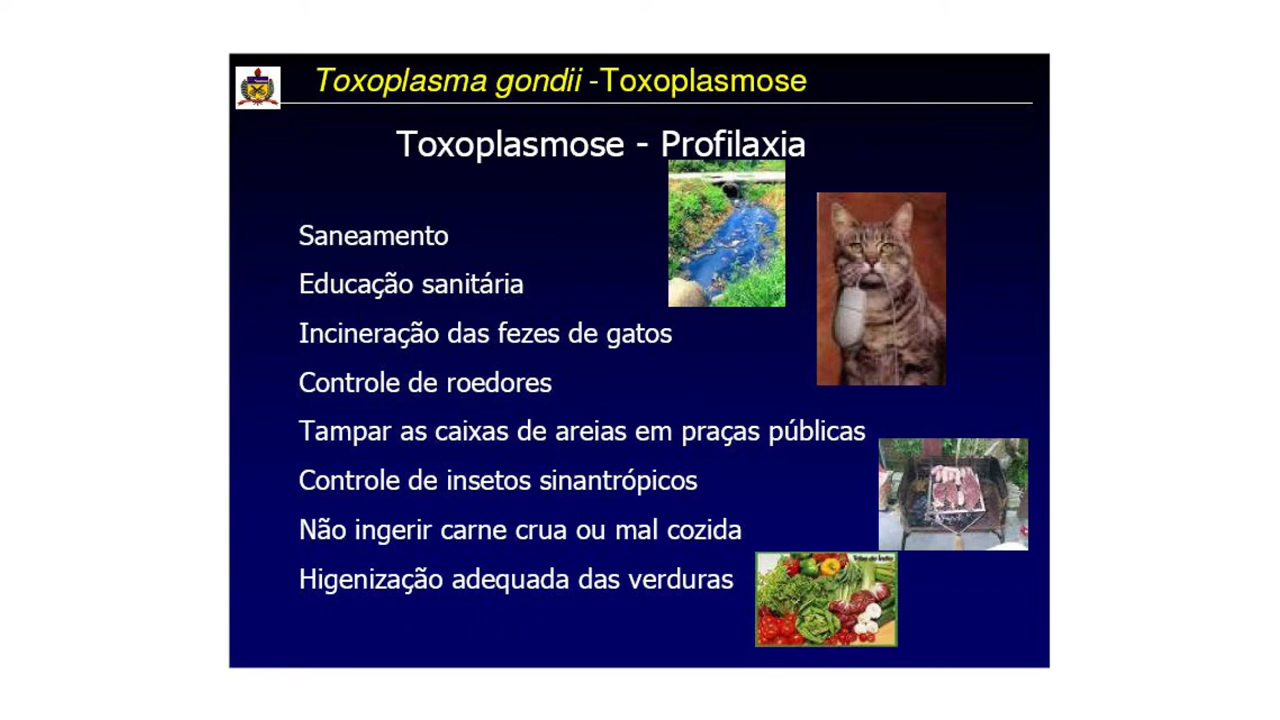 Toxoplasma gondii -Toxoplasmose
Toxoplasmose - Profilaxia
Saneamento
Educação sanitária
Incineração das fezes de gatos
Controle de roedores
Tampar as caixas de areias em praças públicas
Controle de insetos sinantrópicos
Não ingerir carne crua ou mal cozida
Higenização adequada das verduras